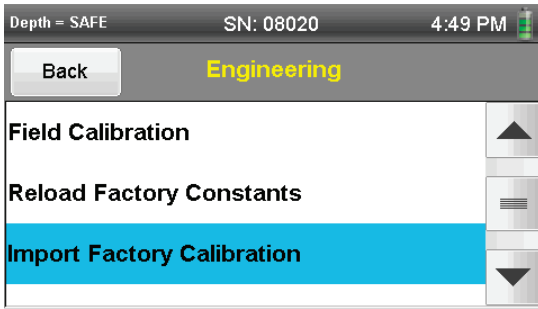 Depth = SAFE SN: 08020 4:49 PM
Back Engineering
Field Calibration
Reload Factory Constants
Import Factory Calibration